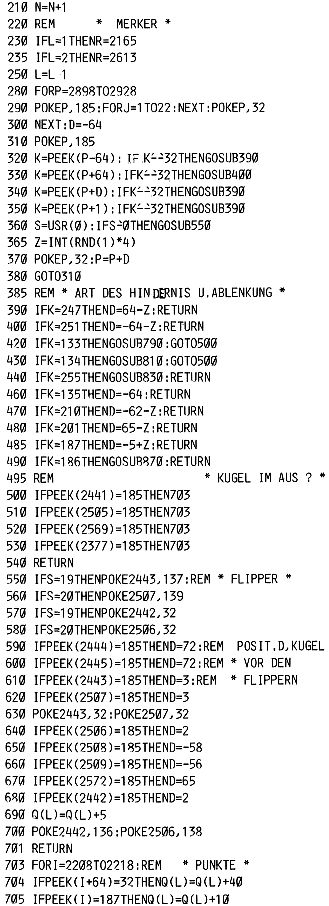 210 N=N+1
220 REM * MERKER *
230 IFL=1THENR=2165
235 IFL=2THENR=2613
250 L=L 1
280 FORP=2898TO2928
290 POKEP,185:FORJ=1TO22:NEXT:POKEP,32
300 NEXT:D=-64
310 POKEP,185
320 K=PEEK(P-64): IFK--32THENGOSUB390
330 K=PEEK(P+64): IFK--32THENGOSUB400
340 K=PEEK(P+D): IFK--32THENGOSUB390
350 K=PEEK(P+1): IFK--32THENGOSUB390
360 S=USR(0):IFS-0THENGOSUB550
365 Z=INT(RND(1)*4)
370 POKEP,32:P=P+D
380 GOTO310
385 REM * ART DES HINDERNIS U.ABLENKUNG *
390 IFK=247THEND=64-Z:RETURN
400 IFK=251THEND=-64-Z:RETURN
420 IFK=133THENGOSUB790:GOTO500
430 IFK=134THENGOSUB810:GOTO500
440 IFK=255THENGOSUB830:RETURN
460 IFK=135THEND=-64:RETURN
470 IFK=210THEND=-62-Z:RETURN
480 IFK=201THEND=65-Z:RETURN
485 IFK=187THEND=-5+Z:RETURN
490 IFK=186THENGOSUB870:RETURN
495 REM * KUGEL IM AUS ? *
500 IFPEEK(2441)=185THEN703
510 IFPEEK(2505)=185THEN703
520 IFPEEK(2569)=185THEN703
530 IFPEEK(2377)=185THEN703
540 RETURN
550 IFS=19THENPOKE2443,137:REM * FLIPPER *
560 IFS=20THENPOKE2507,139
570 IFS=19THENPOKE2442,32
580 IFS=20THENPOKE2506,32
590 IFPEEK(2444)=185THEND=72:REM POSIT.D,KUGEL
600 IFPEEK(2445)=185THEND=72:REM * VOR DEN
610 IFPEEK(2443)=185THEND=3:REM * FLIPPERN
620 IFPEEK(2507)=185THEND=3
630 POKE2443,32:POKE2507,32
640 IFPEEK(2506)=185THEND=2
650 IFPEEK(2508)=185THEND=-58
660 IFPEEK(2509)=185THEND=-56
670 IFPEEK(2572)=185THEND=65
680 IFPEEK(2442)=185THEND=2
690 Q(L)=Q(L)+5
700 POKE2442,136:POKE2506,138
701 RETURN
703 FORI=2208TO2218:REM * PUNKTE *
704 IFPEEK(I+64)=32THENQ(L)=Q(L)+40
705 IFPEEK(I)=187THENQ(L)=Q(L)+10